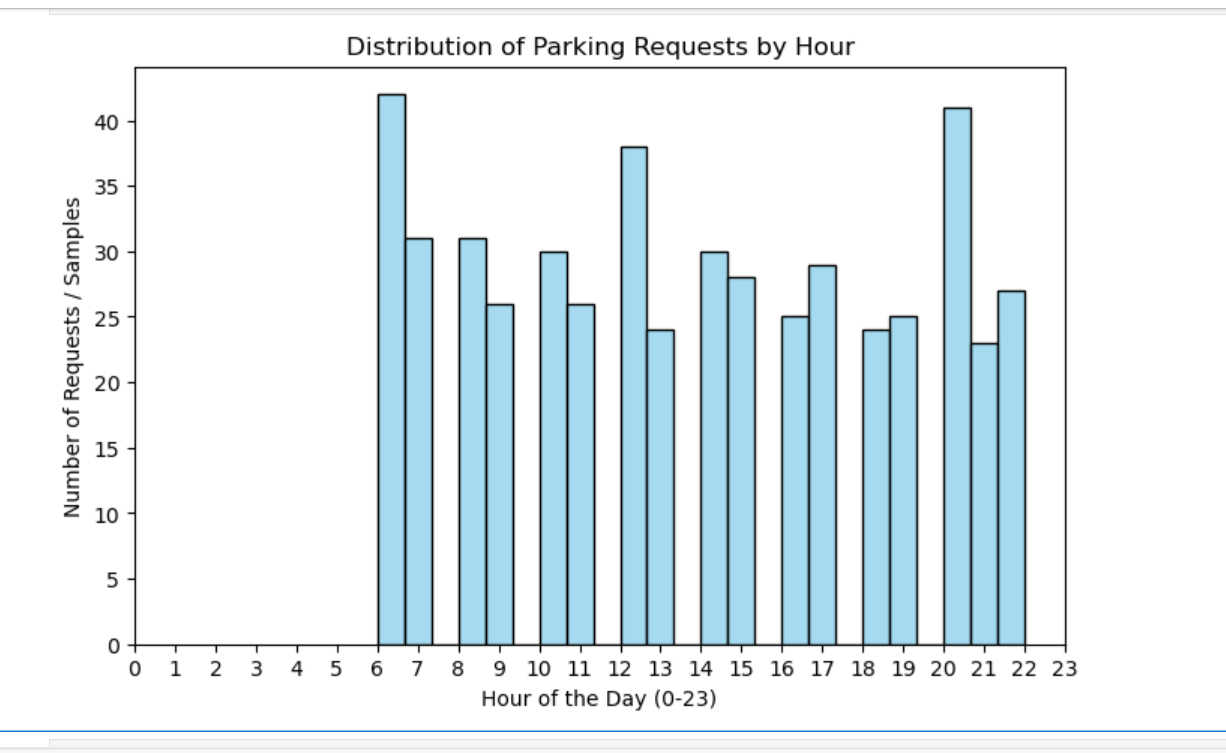 Distribution of Parking Requests by Hour
Number of Requests / Samples
40
35
30
25
20
15
10
5
0
0 1 2 3 4 5 6 7 8 9 10 11 12 13 14 15 16 17 18 19 20 21 22 23
Hour of the Day (0-23)